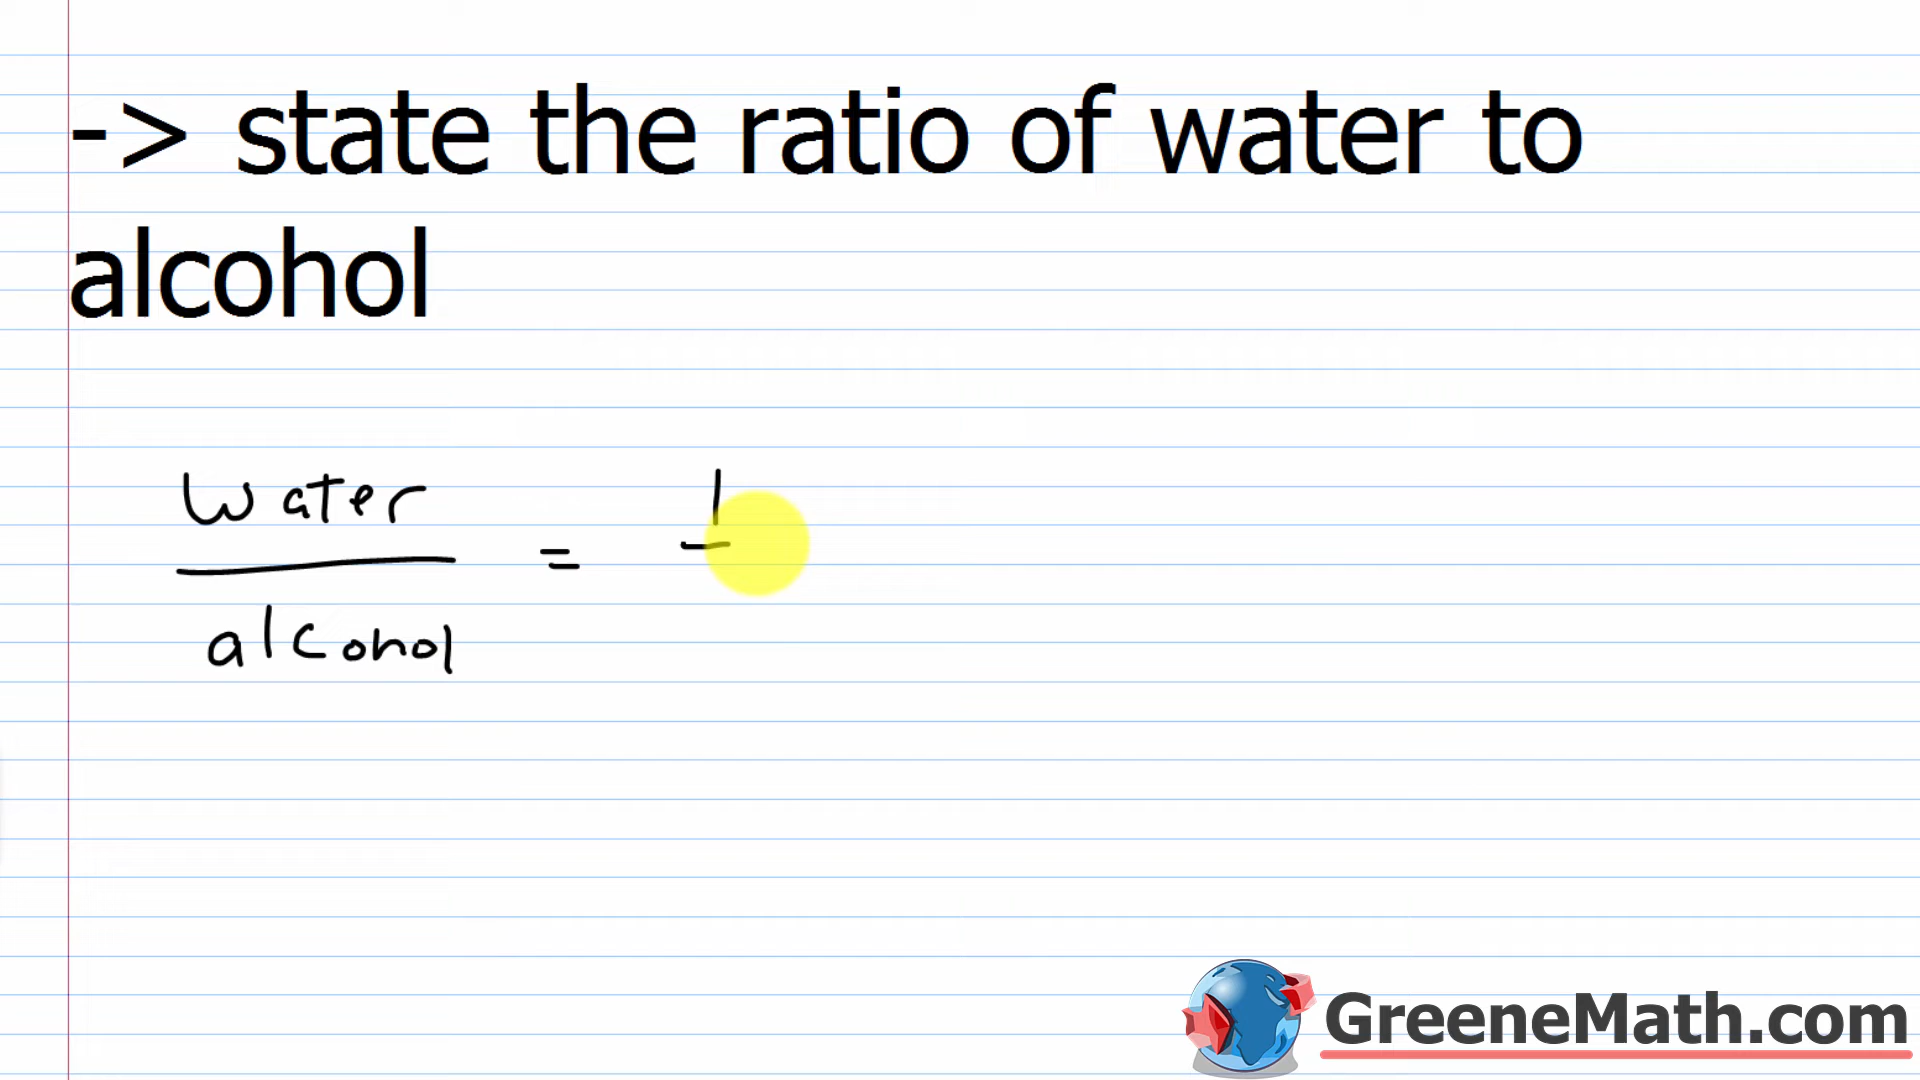 -> state the ratio of water to
alcohol
water
alcohol
=
1
GreeneMath.com